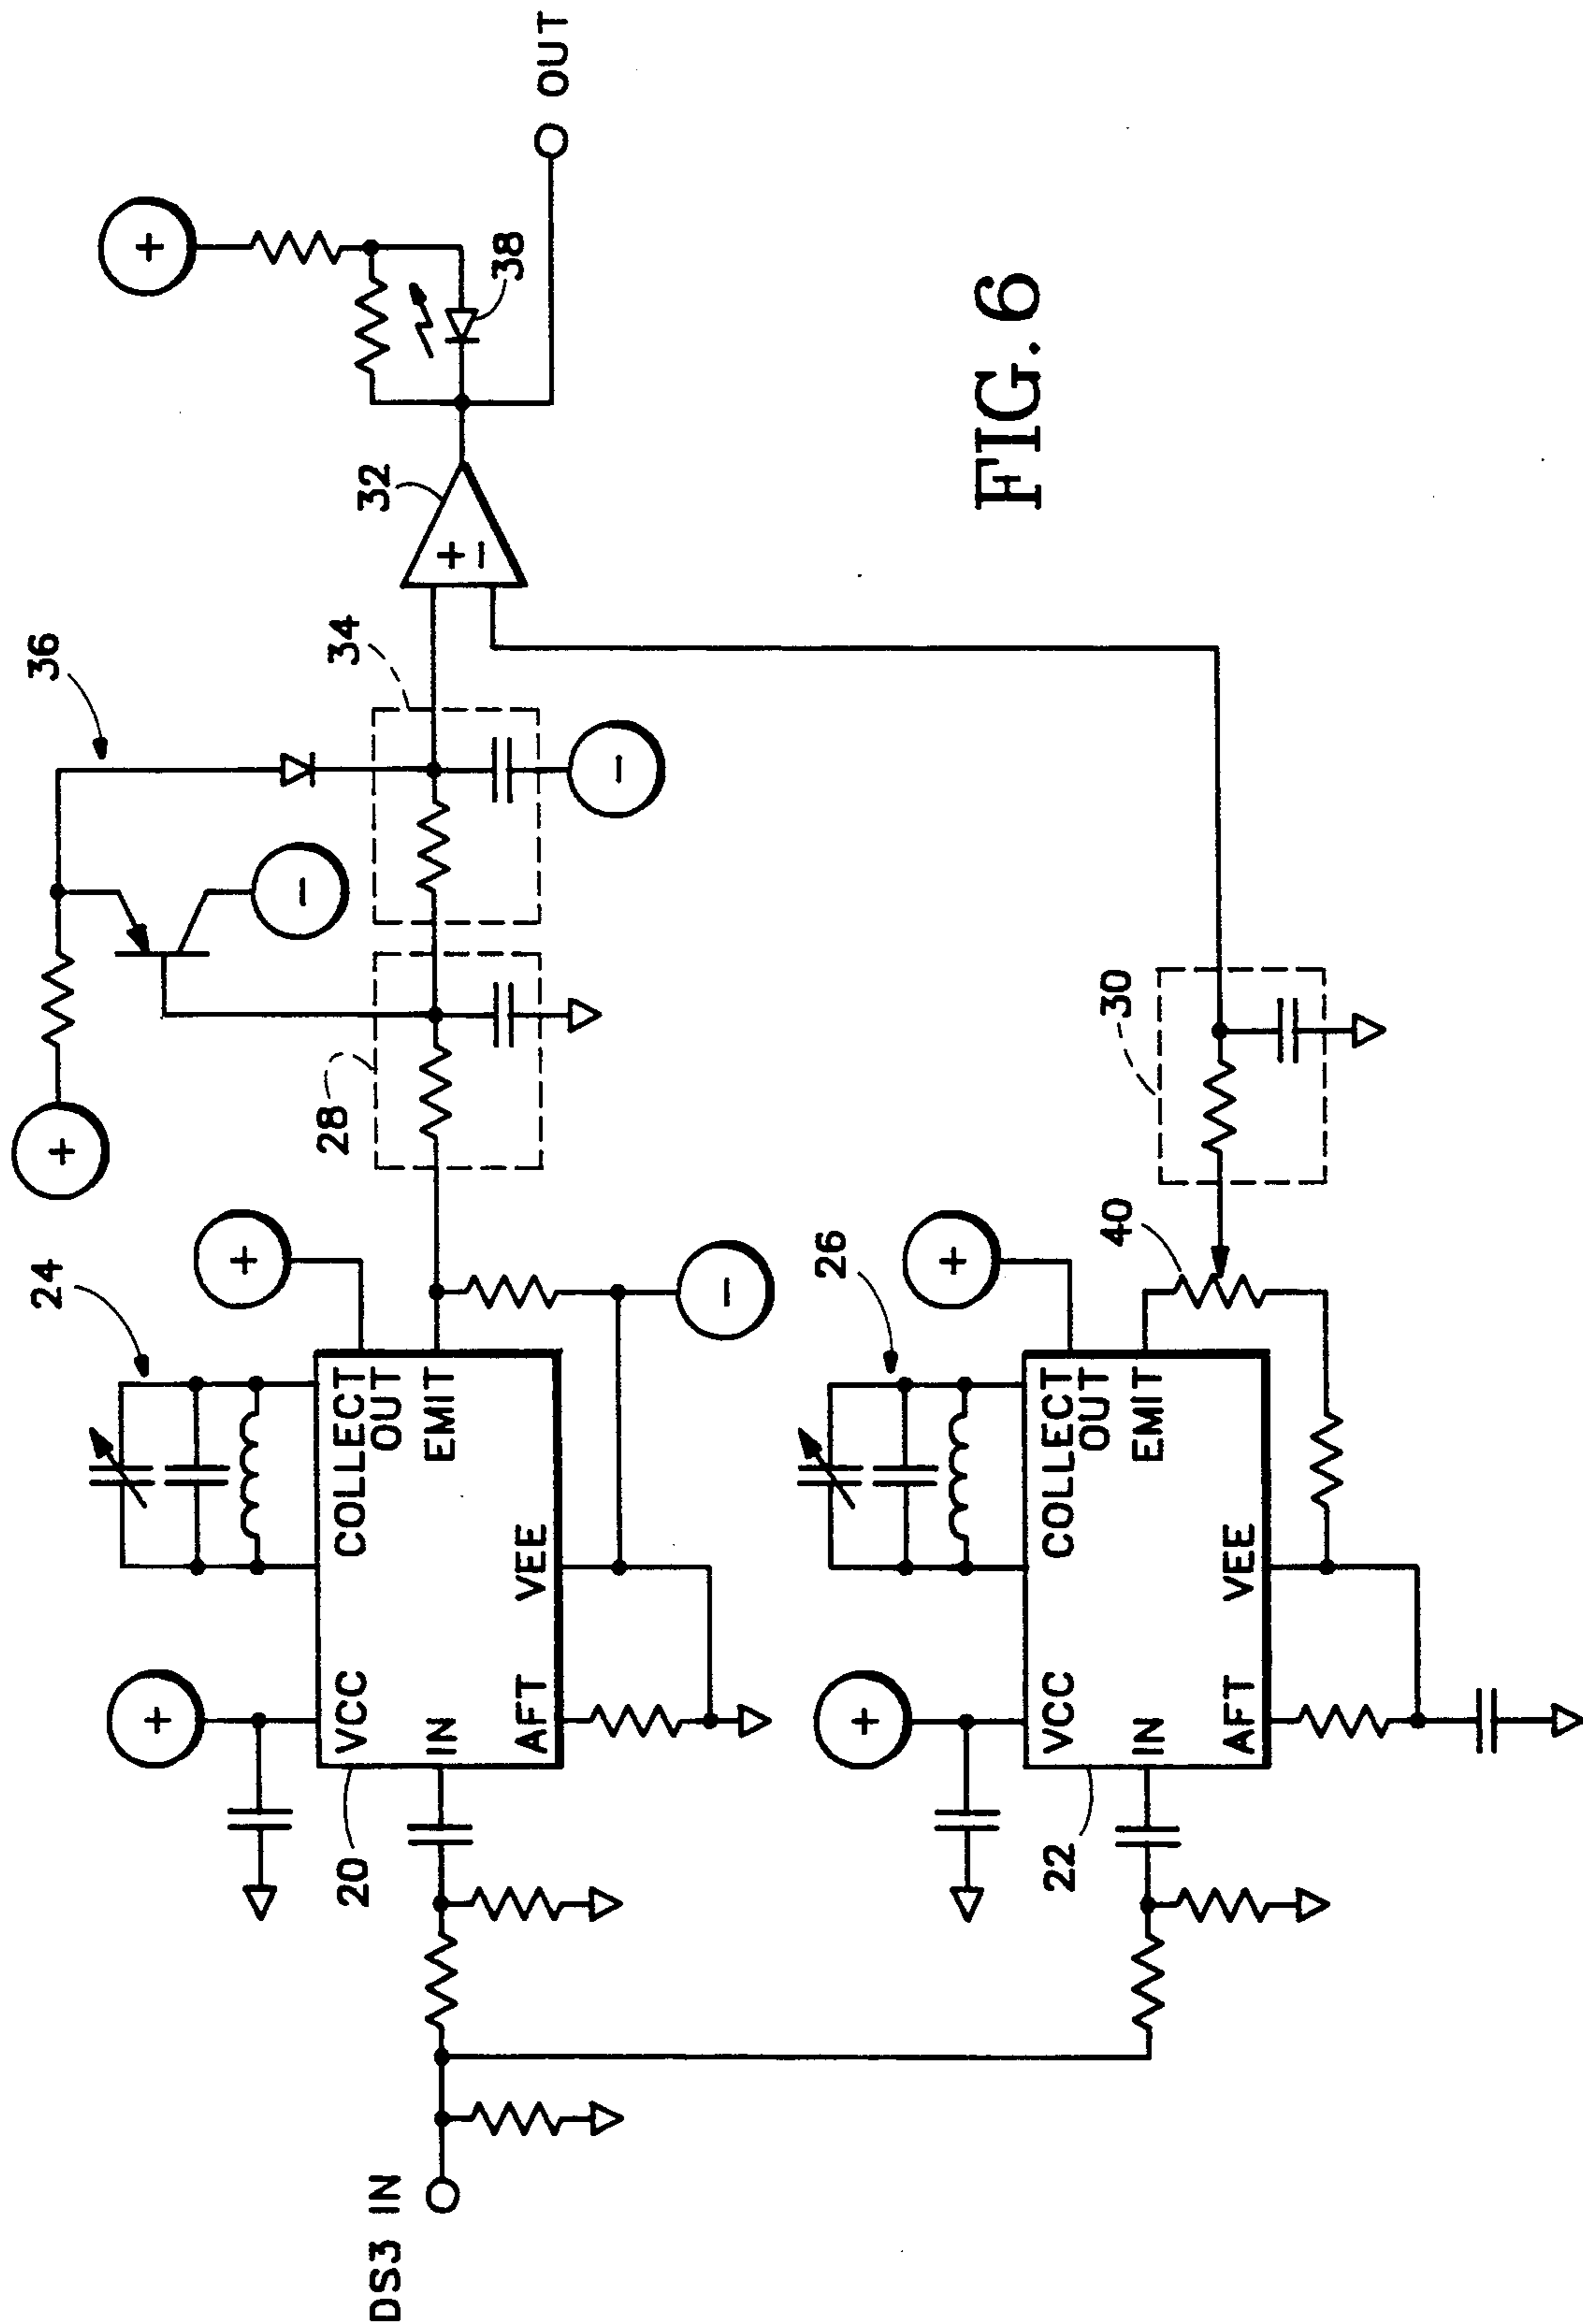 DS3 IN
20
VCC
COLLECT
OUT
EMIT
IN
AFT
VEE
24
+
+
-
28
34
36
+
-
-
32
+
-
+
38
OUT
22
VCC
COLLECT
OUT
EMIT
IN
AFT
VEE
26
+
+
40
30
FIG. 6